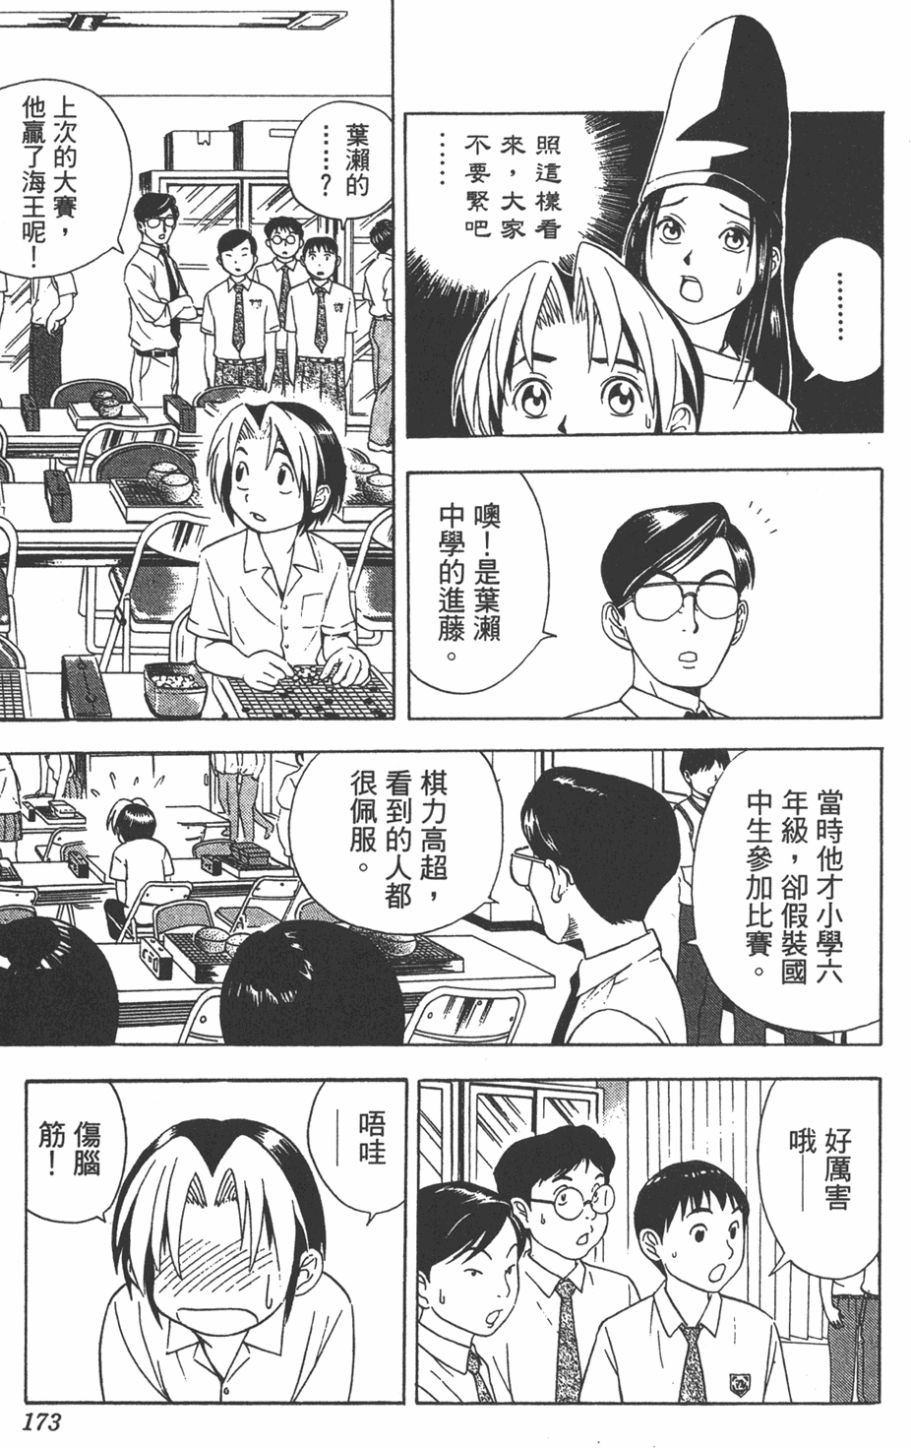 照這樣看
來，大家
不要緊吧
……
………
噢！是葉瀨
中學的進藤。
葉瀨的
……？
上次的大賽，
他贏了海王呢！
當時他才小學六
年級，卻假裝國
中生參加比賽。
棋力高超，
看到的人都
很佩服。
好厲害
哦——
唔哇
——
傷腦
筋！
173